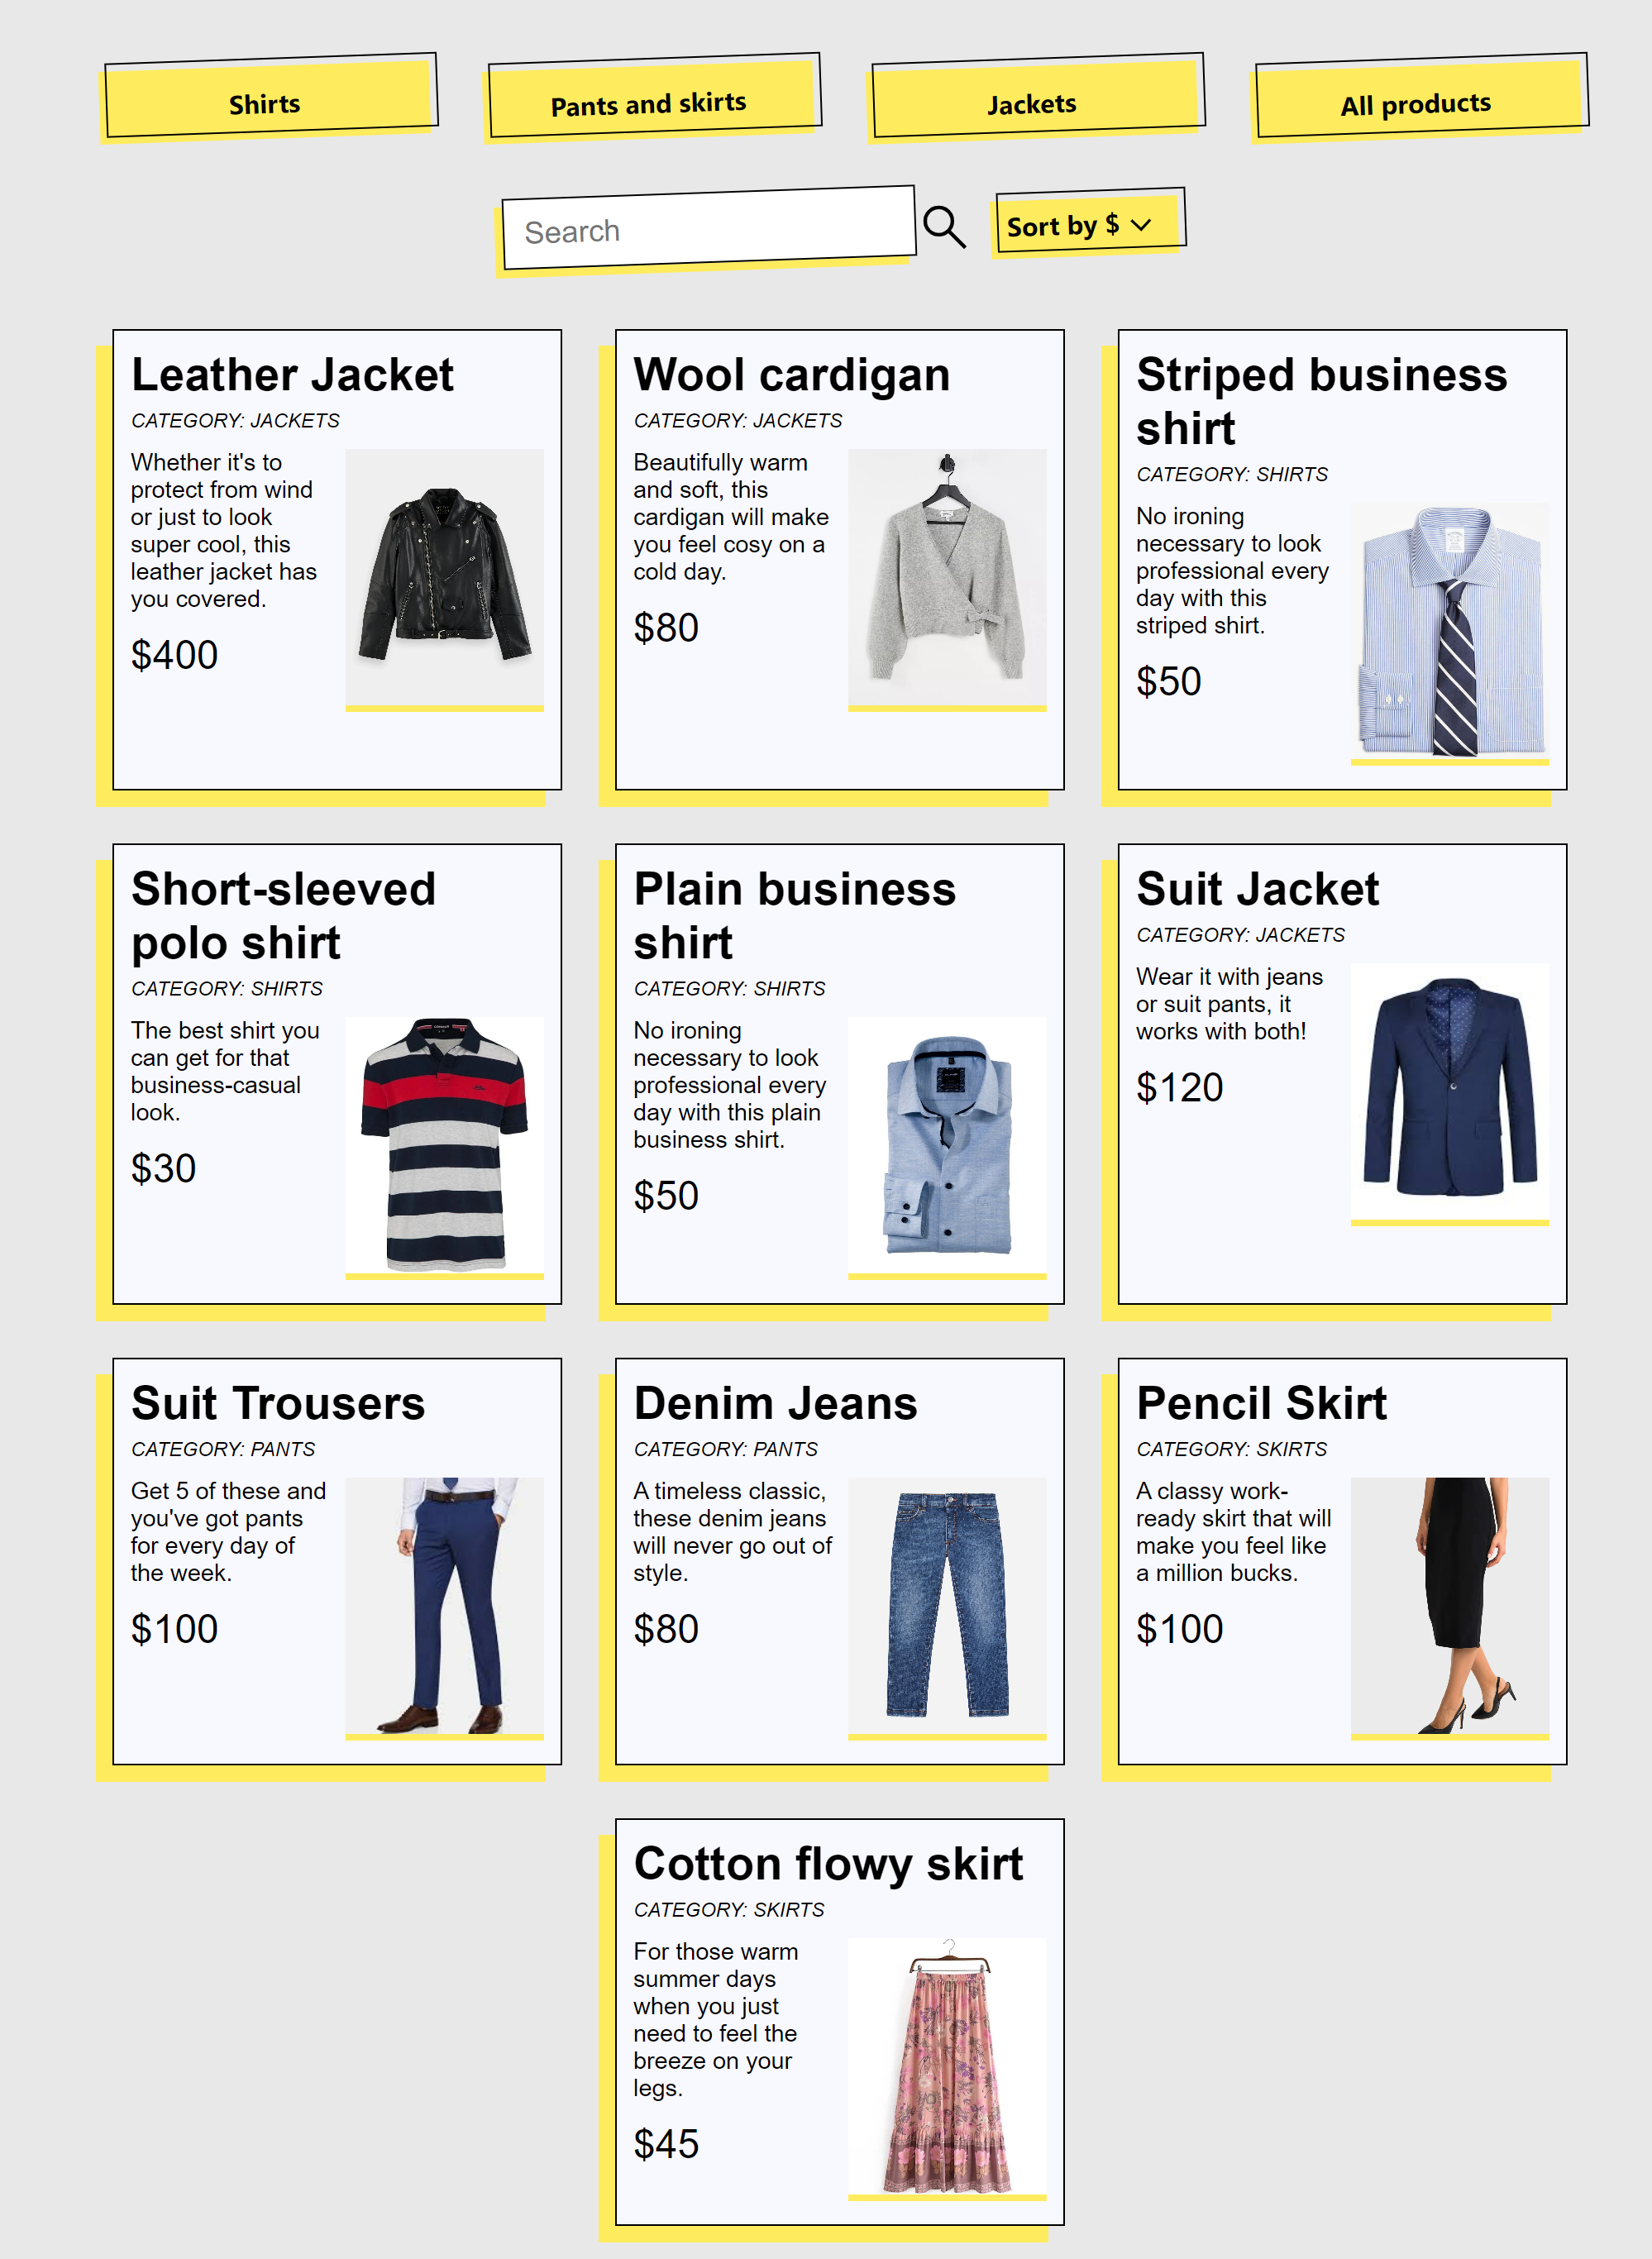 Shirts
Pants and skirts
Jackets
All products
Search
Sort by $
Leather Jacket
CATEGORY: JACKETS
Whether it's to
protect from wind
or just to look
super cool, this
leather jacket has
you covered.
$400
Wool cardigan
CATEGORY: JACKETS
Beautifully warm
and soft, this
cardigan will make
you feel cosy on a
cold day.
$80
Striped business
shirt
CATEGORY: SHIRTS
No ironing
necessary to look
professional every
day with this
striped shirt.
$50
Short-sleeved
polo shirt
CATEGORY: SHIRTS
The best shirt you
can get for that
business-casual
look.
$30
Plain business
shirt
CATEGORY: SHIRTS
No ironing
necessary to look
professional every
day with this plain
business shirt.
$50
Suit Jacket
CATEGORY: JACKETS
Wear it with jeans
or suit pants, it
works with both!
$120
Suit Trousers
CATEGORY: PANTS
Get 5 of these and
you've got pants
for every day of
the week.
$100
Denim Jeans
CATEGORY: PANTS
A timeless classic,
these denim jeans
will never go out of
style.
$80
Pencil Skirt
CATEGORY: SKIRTS
A classy work-
ready skirt that will
make you feel like
a million bucks.
$100
Cotton flowy skirt
CATEGORY: SKIRTS
For those warm
summer days
when you just
need to feel the
breeze on your
legs.
$45